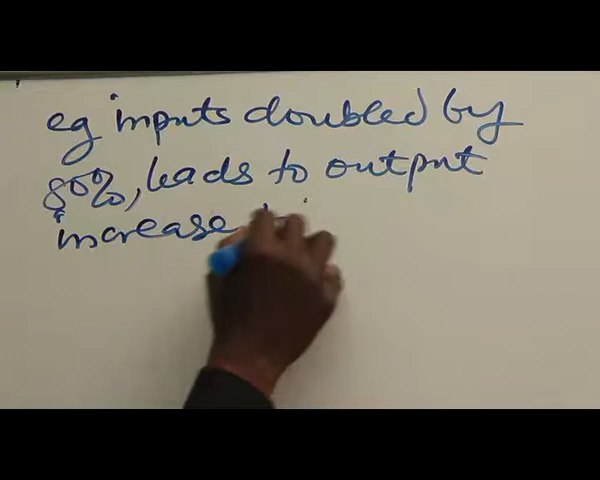 eg inputs doubled by
80%, leads to output
increase